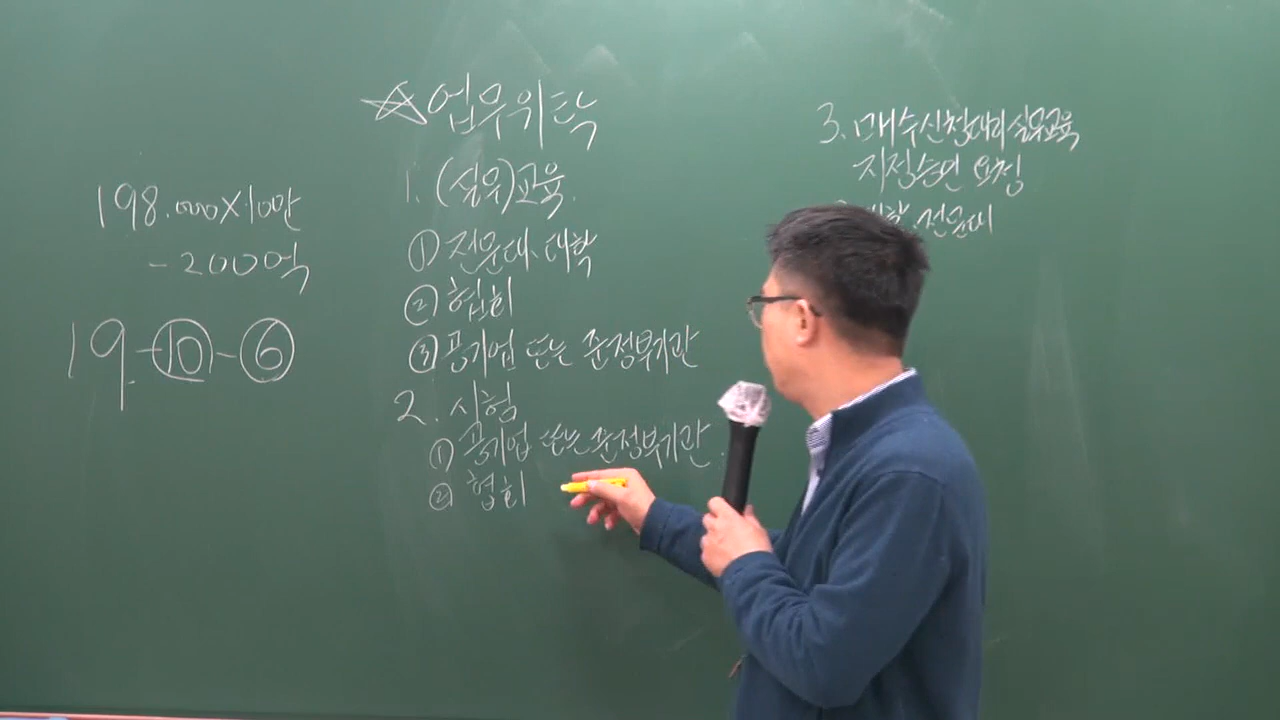 198.000×10만
-200억
19-⑩-⑥
☆업무위탁
1. (실무)교육.
① 전문대. 대학
② 협회
③ 공기업 또는 준정부기관
2. 시험
① 공기업 또는 준정부기관.
② 협회
3. 매수신청대리 실무교육
지정승인 요청
대학. 전문대